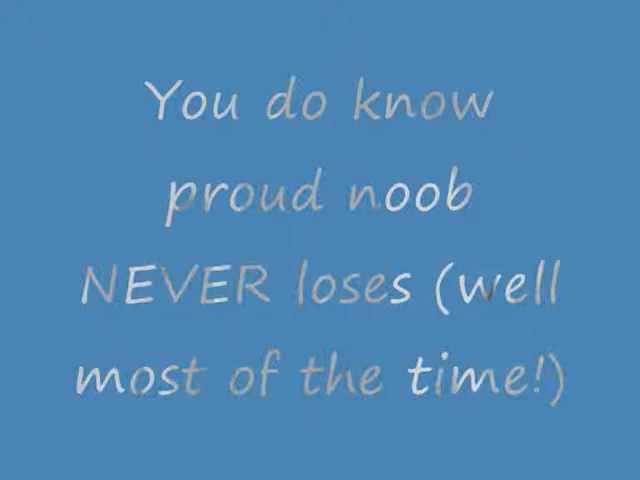 You do know
proud noob
NEVER loses (well
most of the time!)